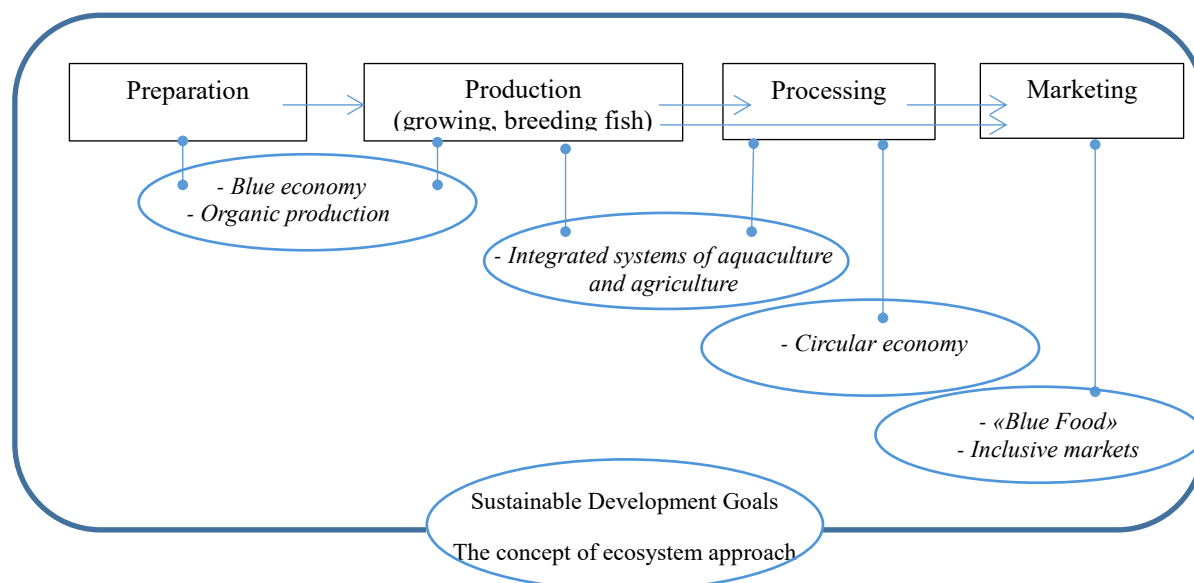 Preparation
Production
(growing, breeding fish)
Processing
Marketing
- Blue economy
- Organic production
- Integrated systems of aquaculture
and agriculture
- Circular economy
- «Blue Food»
- Inclusive markets
Sustainable Development Goals
The concept of ecosystem approach